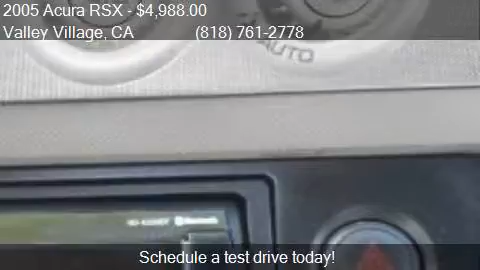 2005 Acura RSX - $4,988.00
Valley Village, CA (818) 761-2778
AUTO
Bluetooth
Schedule a test drive today!